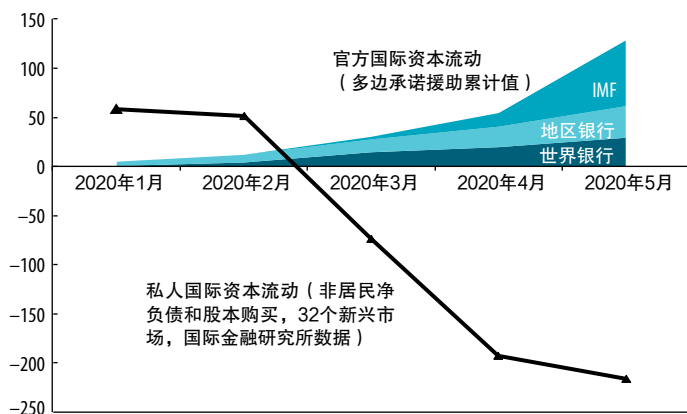 150
100
50
0
−50
−100
−150
−200
−250
官方国际资本流动
（多边承诺援助累计值）
IMF
地区银行
世界银行
2020年1月
2020年2月
2020年3月
2020年4月
2020年5月
私人国际资本流动（非居民净
负债和股本购买，32个新兴市
场，国际金融研究所数据）